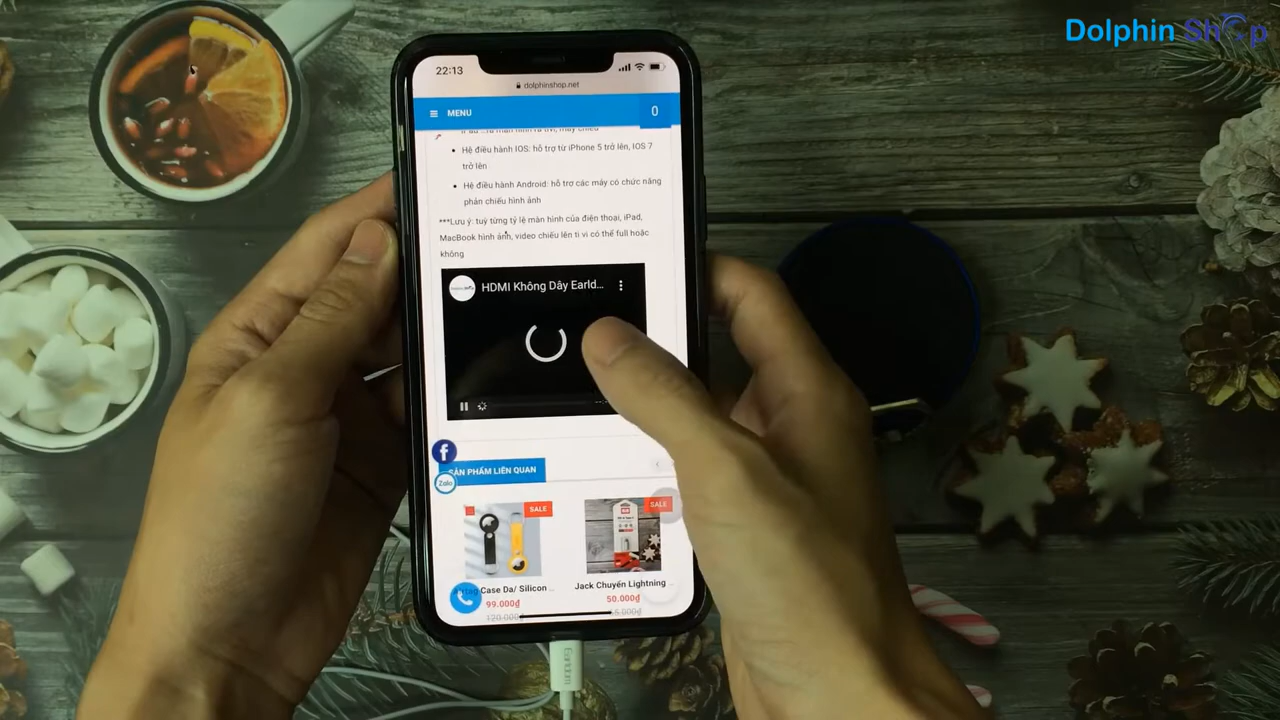 Dolphin Shop
22:13
dolphinshop.net
MENU
0
Hệ điều hành IOS: hỗ trợ từ iPhone 5 trở lên, IOS 7
trở lên
Hệ điều hành Android: hỗ trợ các máy có chức năng
phản chiếu hình ảnh
***Lưu ý: tuỳ từng tỷ lệ màn hình của điện thoại, iPad,
MacBook hình ảnh, video chiếu lên ti vi có thể full hoặc
không
HDMI Không Dây Earld...
f
Zalo
SẢN PHẨM LIÊN QUAN
SALE
SALE
Case Da/ Silicon ...
Jack Chuyển Lightning ...
99.000₫
50.000₫
120.000₫
Earldom